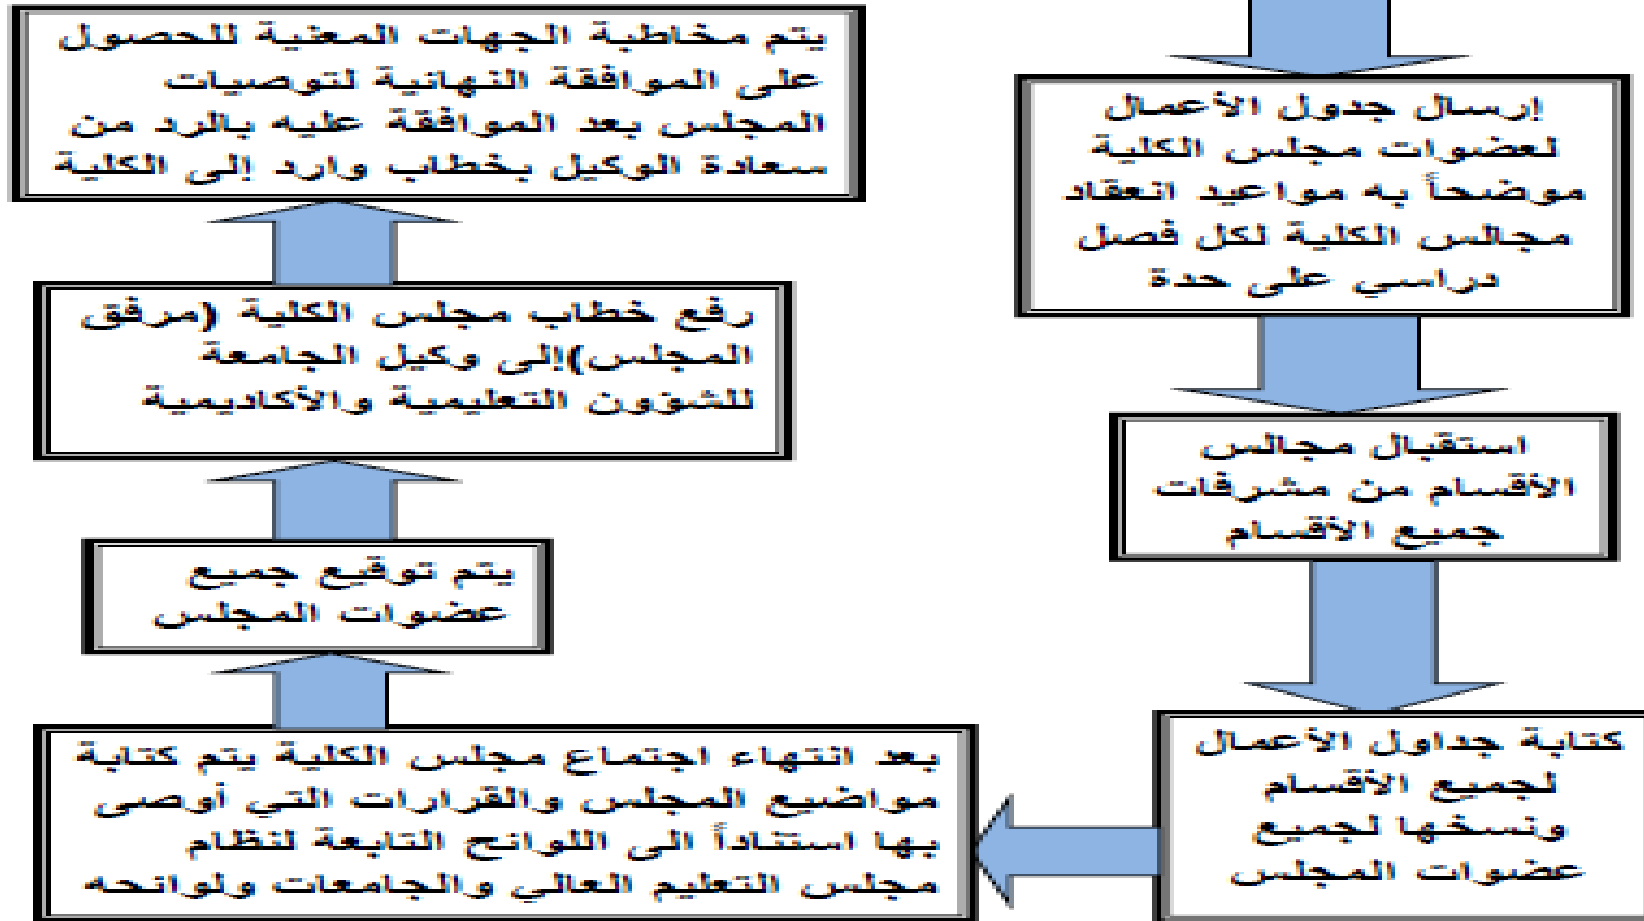 إرسال جدول الأعمال
لعضوات مجلس الكلية
موضحاً به مواعيد انعقاد
مجالس الكلية لكل فصل
دراسي على حدة
استقبال مجالس
الأقسام من مشرفات
جميع الأقسام
كتابة جداول الأعمال
لجميع الأقسام
ونسخها لجميع
عضوات المجلس
بعد انتهاء اجتماع مجلس الكلية يتم كتابة
مواضيع المجلس والقرارات التي أوصى
بها استناداً الى اللوائح التابعة لنظام
مجلس التعليم العالي والجامعات ولوائحه
يتم توقيع جميع
عضوات المجلس
رفع خطاب مجلس الكلية (مرفق
المجلس)إلى وكيل الجامعة
للشؤون التعليمية والأكاديمية
يتم مخاطبة الجهات المعنية للحصول
على الموافقة النهائية لتوصيات
المجلس بعد الموافقة عليه بالرد من
سعادة الوكيل بخطاب وارد إلى الكلية